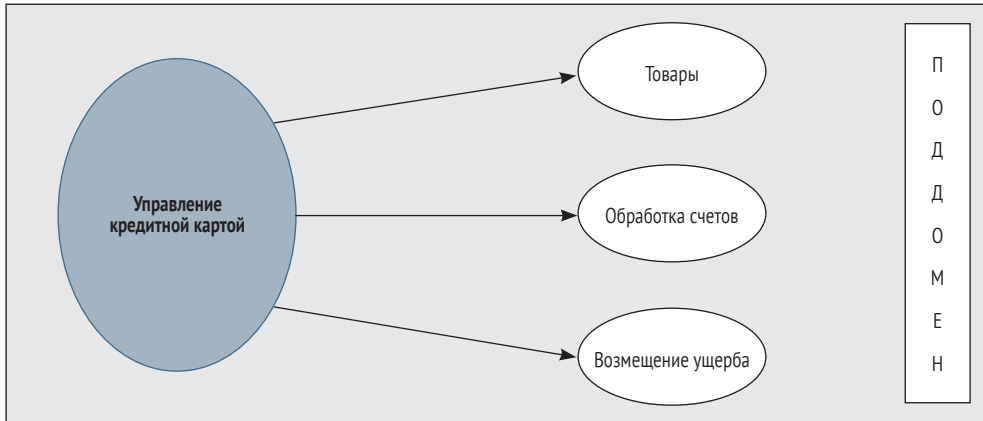 Товары
Управление
кредитной картой
Обработка счетов
Возмещение ущерба
П
О
Д
Д
О
М
Е
Н